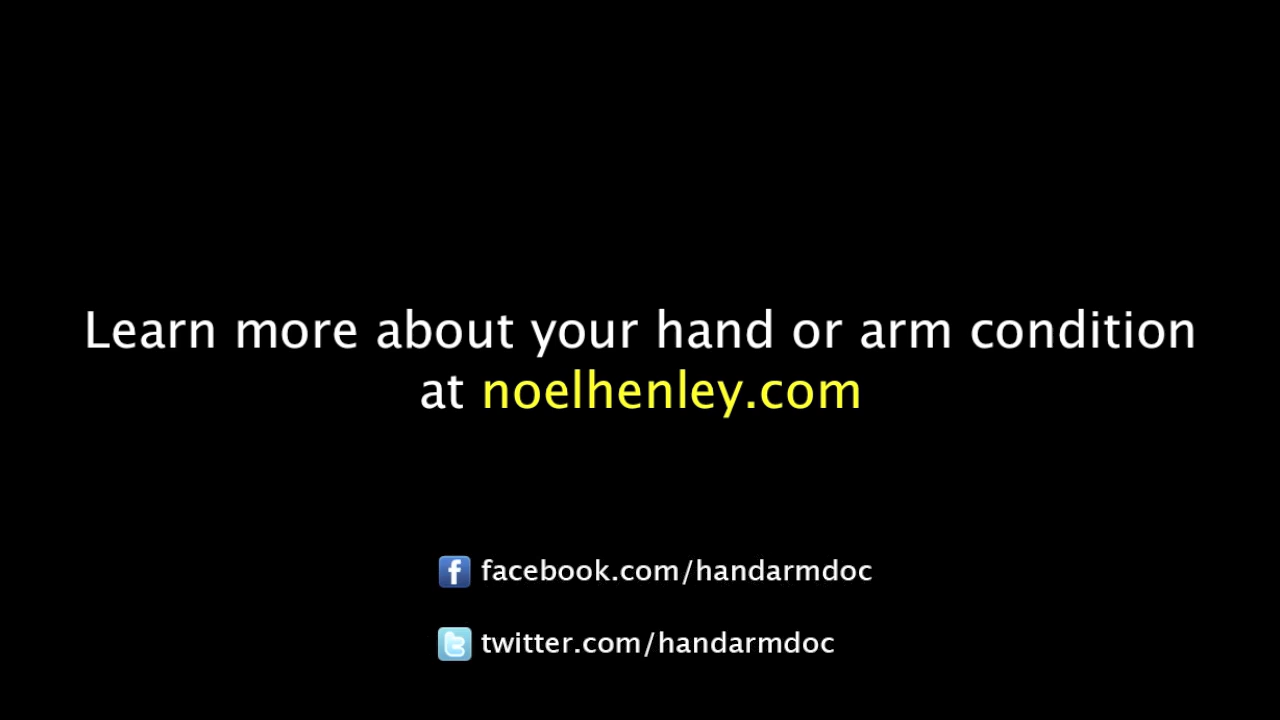 Learn more about your hand or arm condition
at noelhenley.com
facebook.com/handarmdoc
twitter.com/handarmdoc